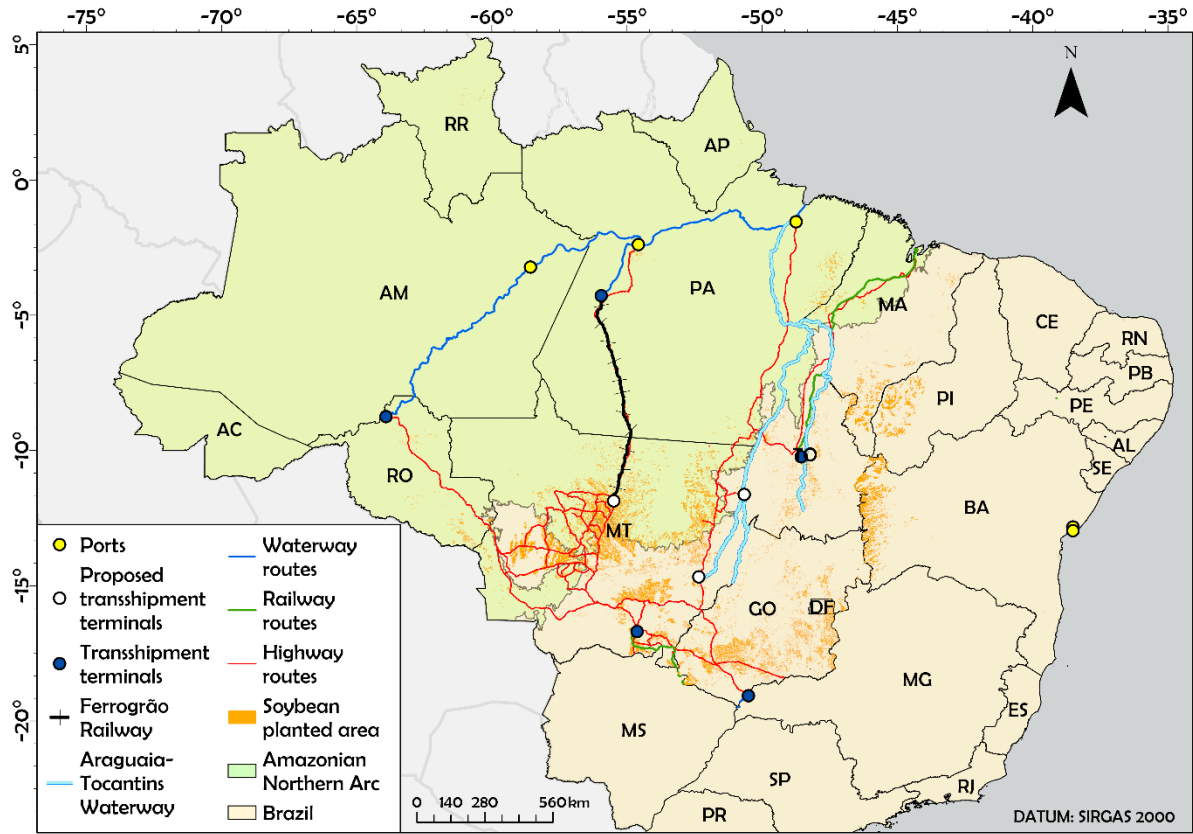 -75° -70° -65° -60° -55° -50° -45° -40° -35°
5°
N
RR
AP
0°
AM
PA
MA
CE
RN
-5°
PB
PI
PE
AC
AL
-10°
SE
RO
BA
MT
Ports
Waterway
routes
Proposed
transshipment
terminals
-15°
GO
DF
Railway
routes
Transshipment
terminals
Highway
routes
MG
Ferrogrão
Railway
Soybean
planted area
-20°
ES
MS
Araguaia-
Tocantins
Waterway
Amazonian
Northern Arc
SP
RJ
Brazil
0 140 280 560 km
PR
DATUM: SIRGAS 2000